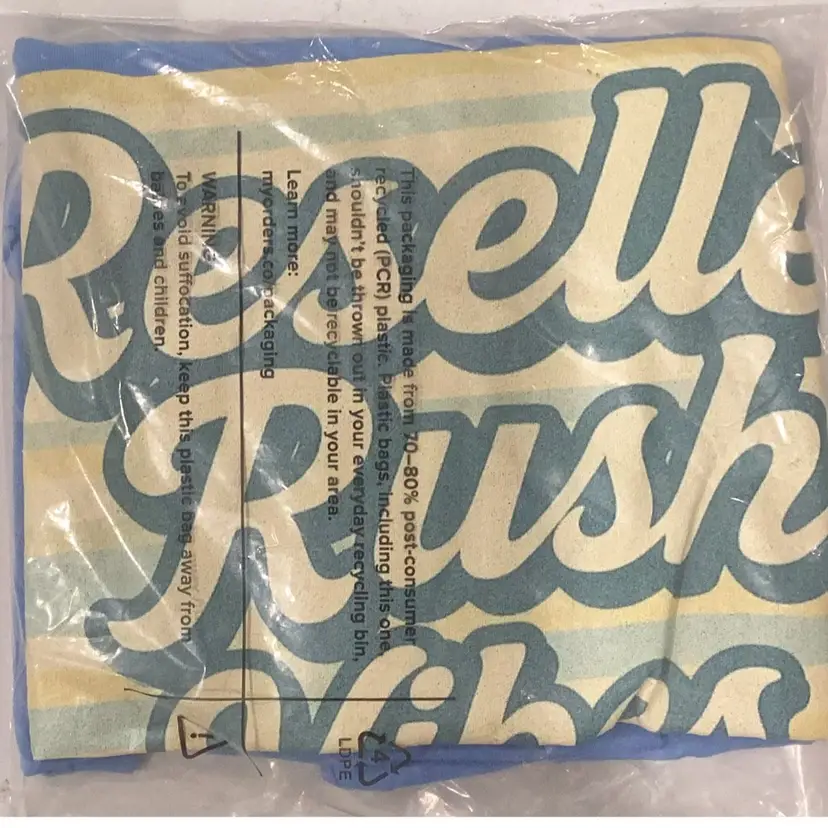 Reselle
Rush
Vibes
This packaging is made from 70–80% post-consumer
recycled (PCR) plastic. Plastic bags, including this one,
shouldn't be thrown out in your everyday recycling bin,
and may not be recyclable in your area.
Learn more:
myorders.co/packaging
WARNING
To avoid suffocation, keep this plastic bag away from
babies and children.
4
LDPE